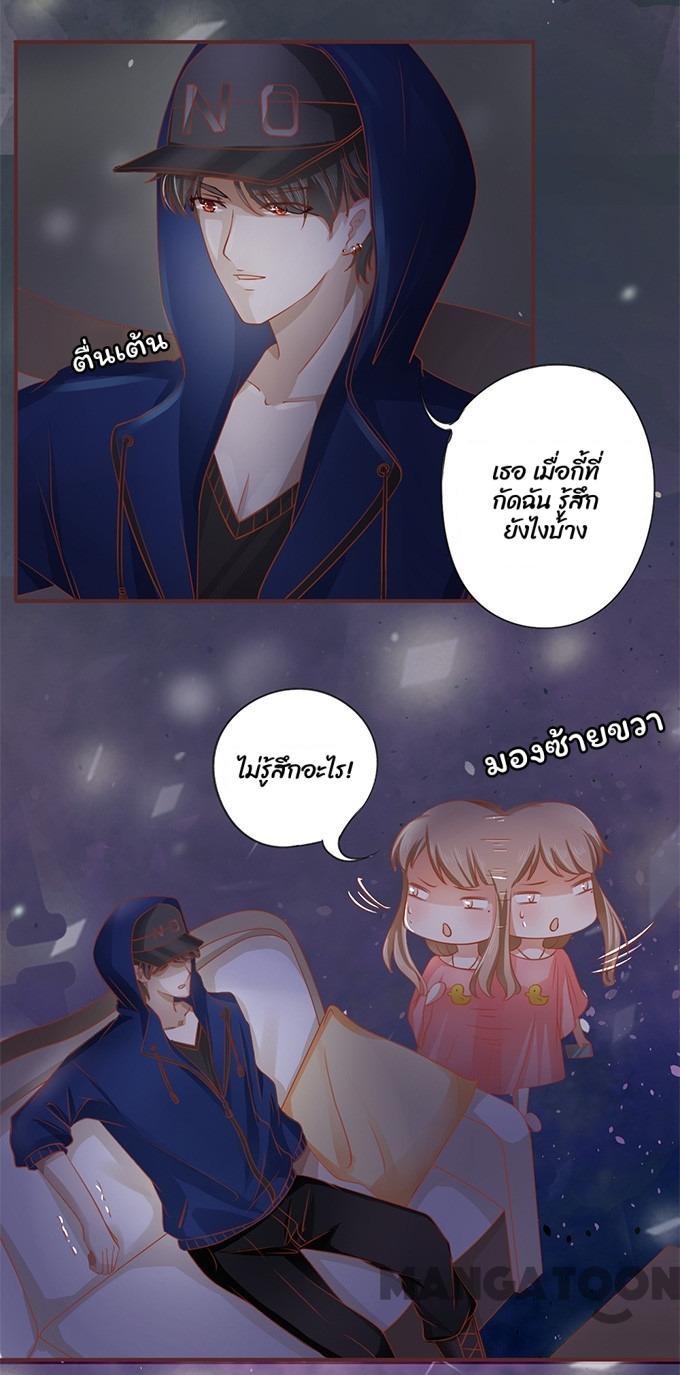 NO
ตื่นเต้น
เธอ เมื่อกี้ที่
กัดฉัน รู้สึก
ยังไงบ้าง
มองซ้ายขวา
ไม่รู้สึกอะไร!
NO
MANGATOON